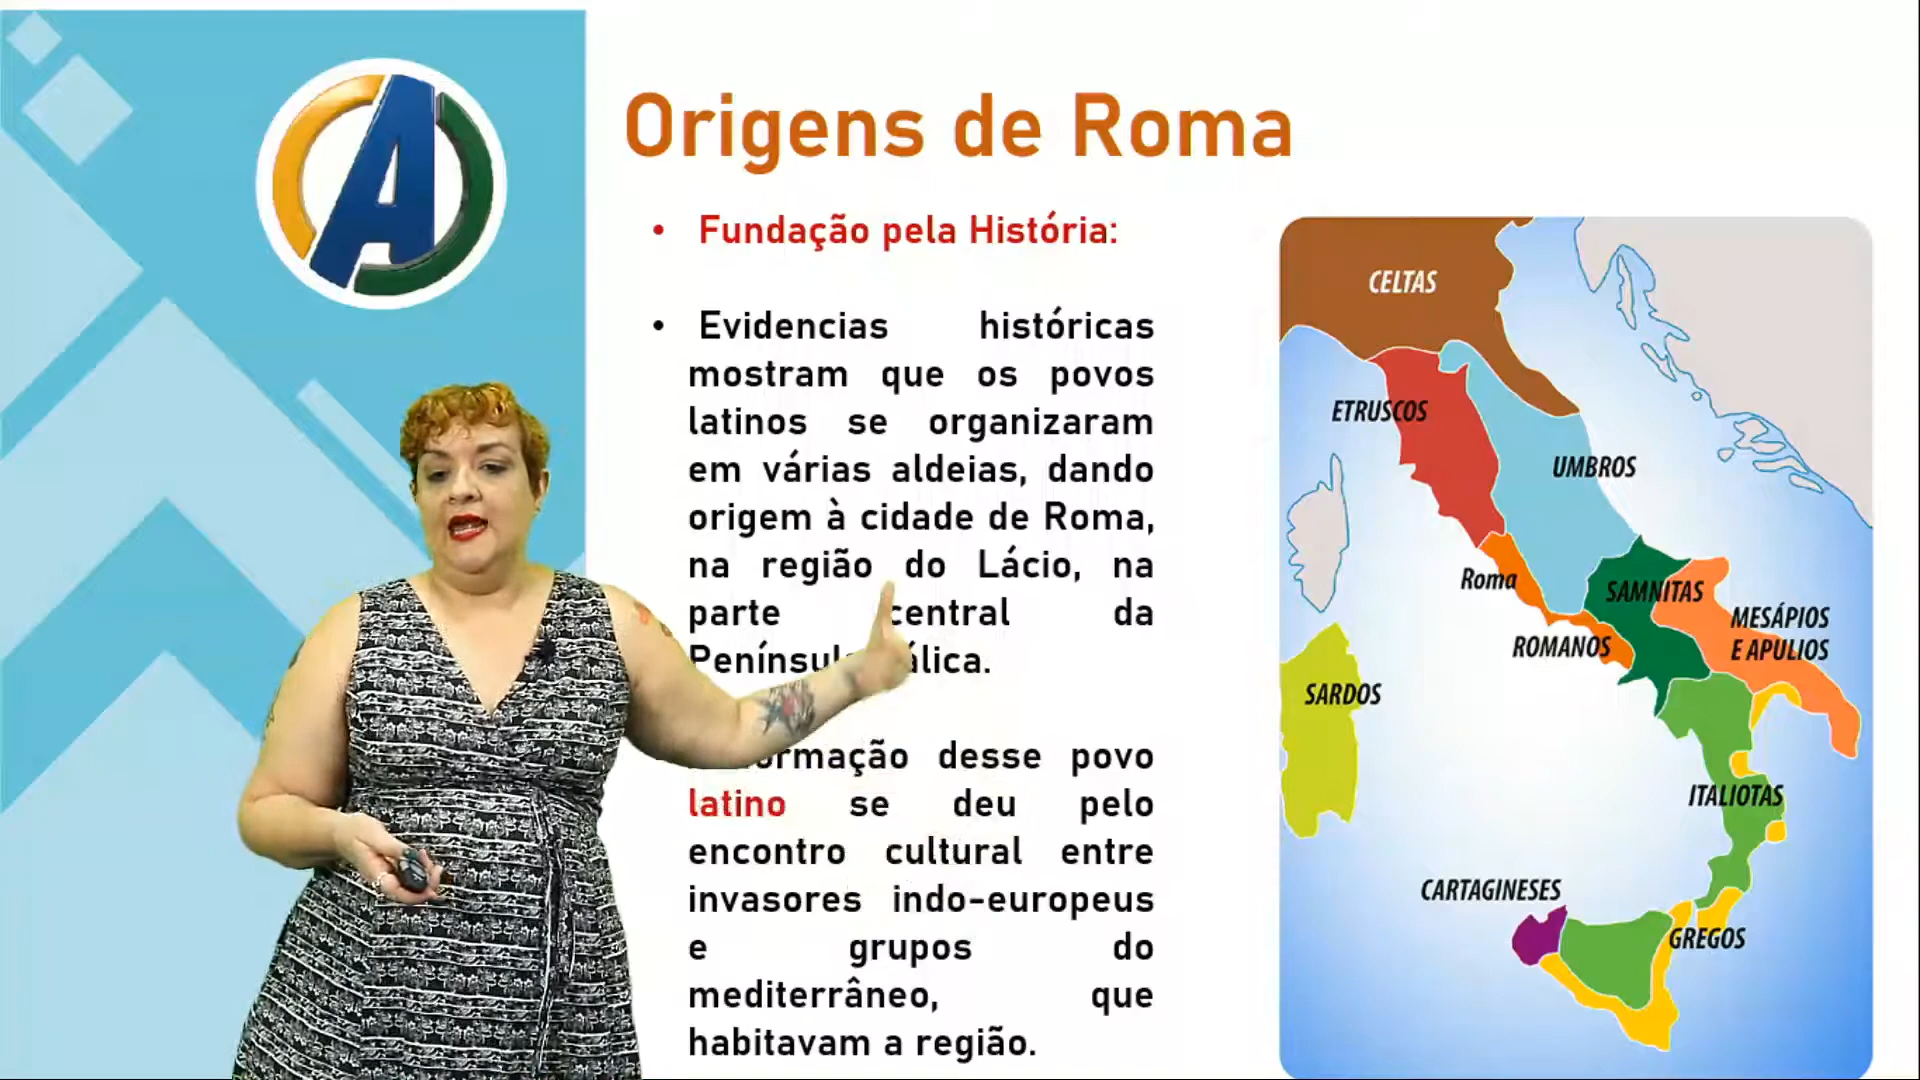 A
Origens de Roma
• Fundação pela História:
• Evidencias históricas
mostram que os povos
latinos se organizaram
em várias aldeias, dando
origem à cidade de Roma,
na região do Lácio, na
parte central da
Península
ormação desse povo
latino se deu pelo
encontro cultural entre
invasores indo-europeus
e grupos do
mediterrâneo, que
habitavam a região.
CELTAS
ETRUSCOS
UMBROS
Roma
SAMNITAS
MESÁPIOS
E APULIOS
ROMANOS
SARDOS
ITALIOTAS
CARTAGINESES
GREGOS